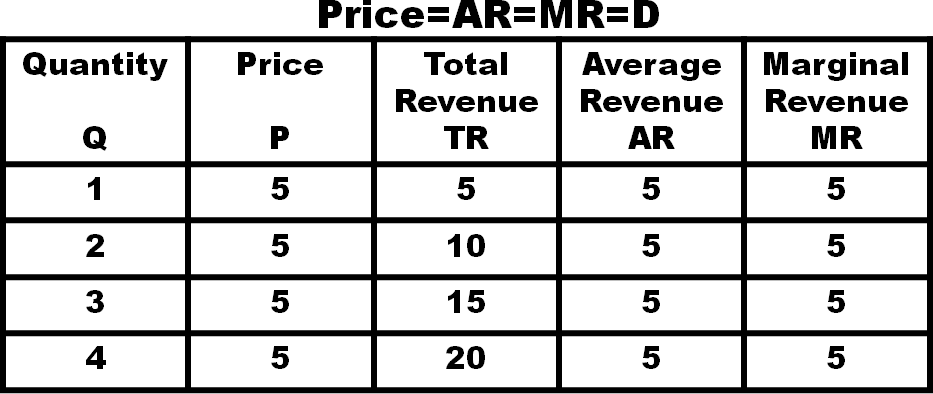 Price=AR=MR=D
Quantity Price Total Average Marginal
Revenue Revenue Revenue
Q P TR AR MR
1 5 5 5 5
2 5 10 5 5
3 5 15 5 5
4 5 20 5 5